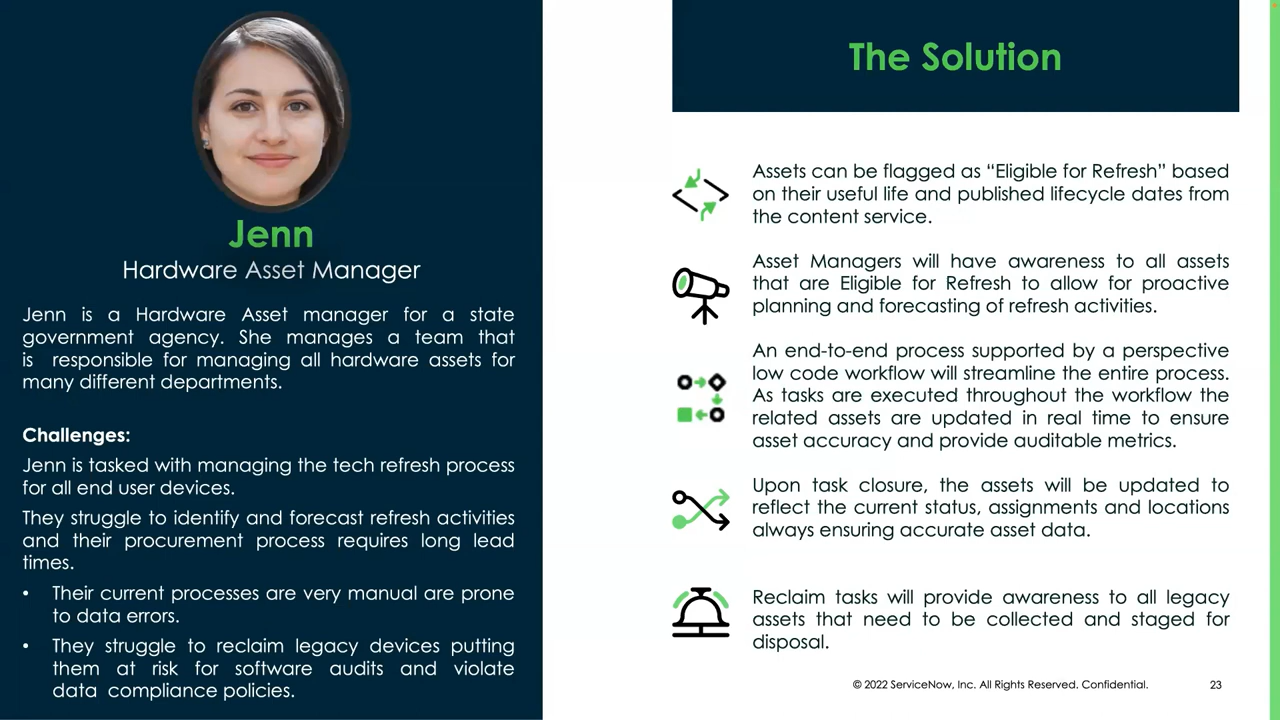 Jenn
Hardware Asset Manager
Jenn is a Hardware Asset manager for a state
government agency. She manages a team that
is responsible for managing all hardware assets for
many different departments.
Challenges:
Jenn is tasked with managing the tech refresh process
for all end user devices.
They struggle to identify and forecast refresh activities
and their procurement process requires long lead
times.
• Their current processes are very manual are prone
to data errors.
• They struggle to reclaim legacy devices putting
them at risk for software audits and violate
data compliance policies.
The Solution
Assets can be flagged as “Eligible for Refresh” based
on their useful life and published lifecycle dates from
the content service.
Asset Managers will have awareness to all assets
that are Eligible for Refresh to allow for proactive
planning and forecasting of refresh activities.
An end-to-end process supported by a perspective
low code workflow will streamline the entire process.
As tasks are executed throughout the workflow the
related assets are updated in real time to ensure
asset accuracy and provide auditable metrics.
Upon task closure, the assets will be updated to
reflect the current status, assignments and locations
always ensuring accurate asset data.
Reclaim tasks will provide awareness to all legacy
assets that need to be collected and staged for
disposal.
© 2022 ServiceNow, Inc. All Rights Reserved. Confidential.
23